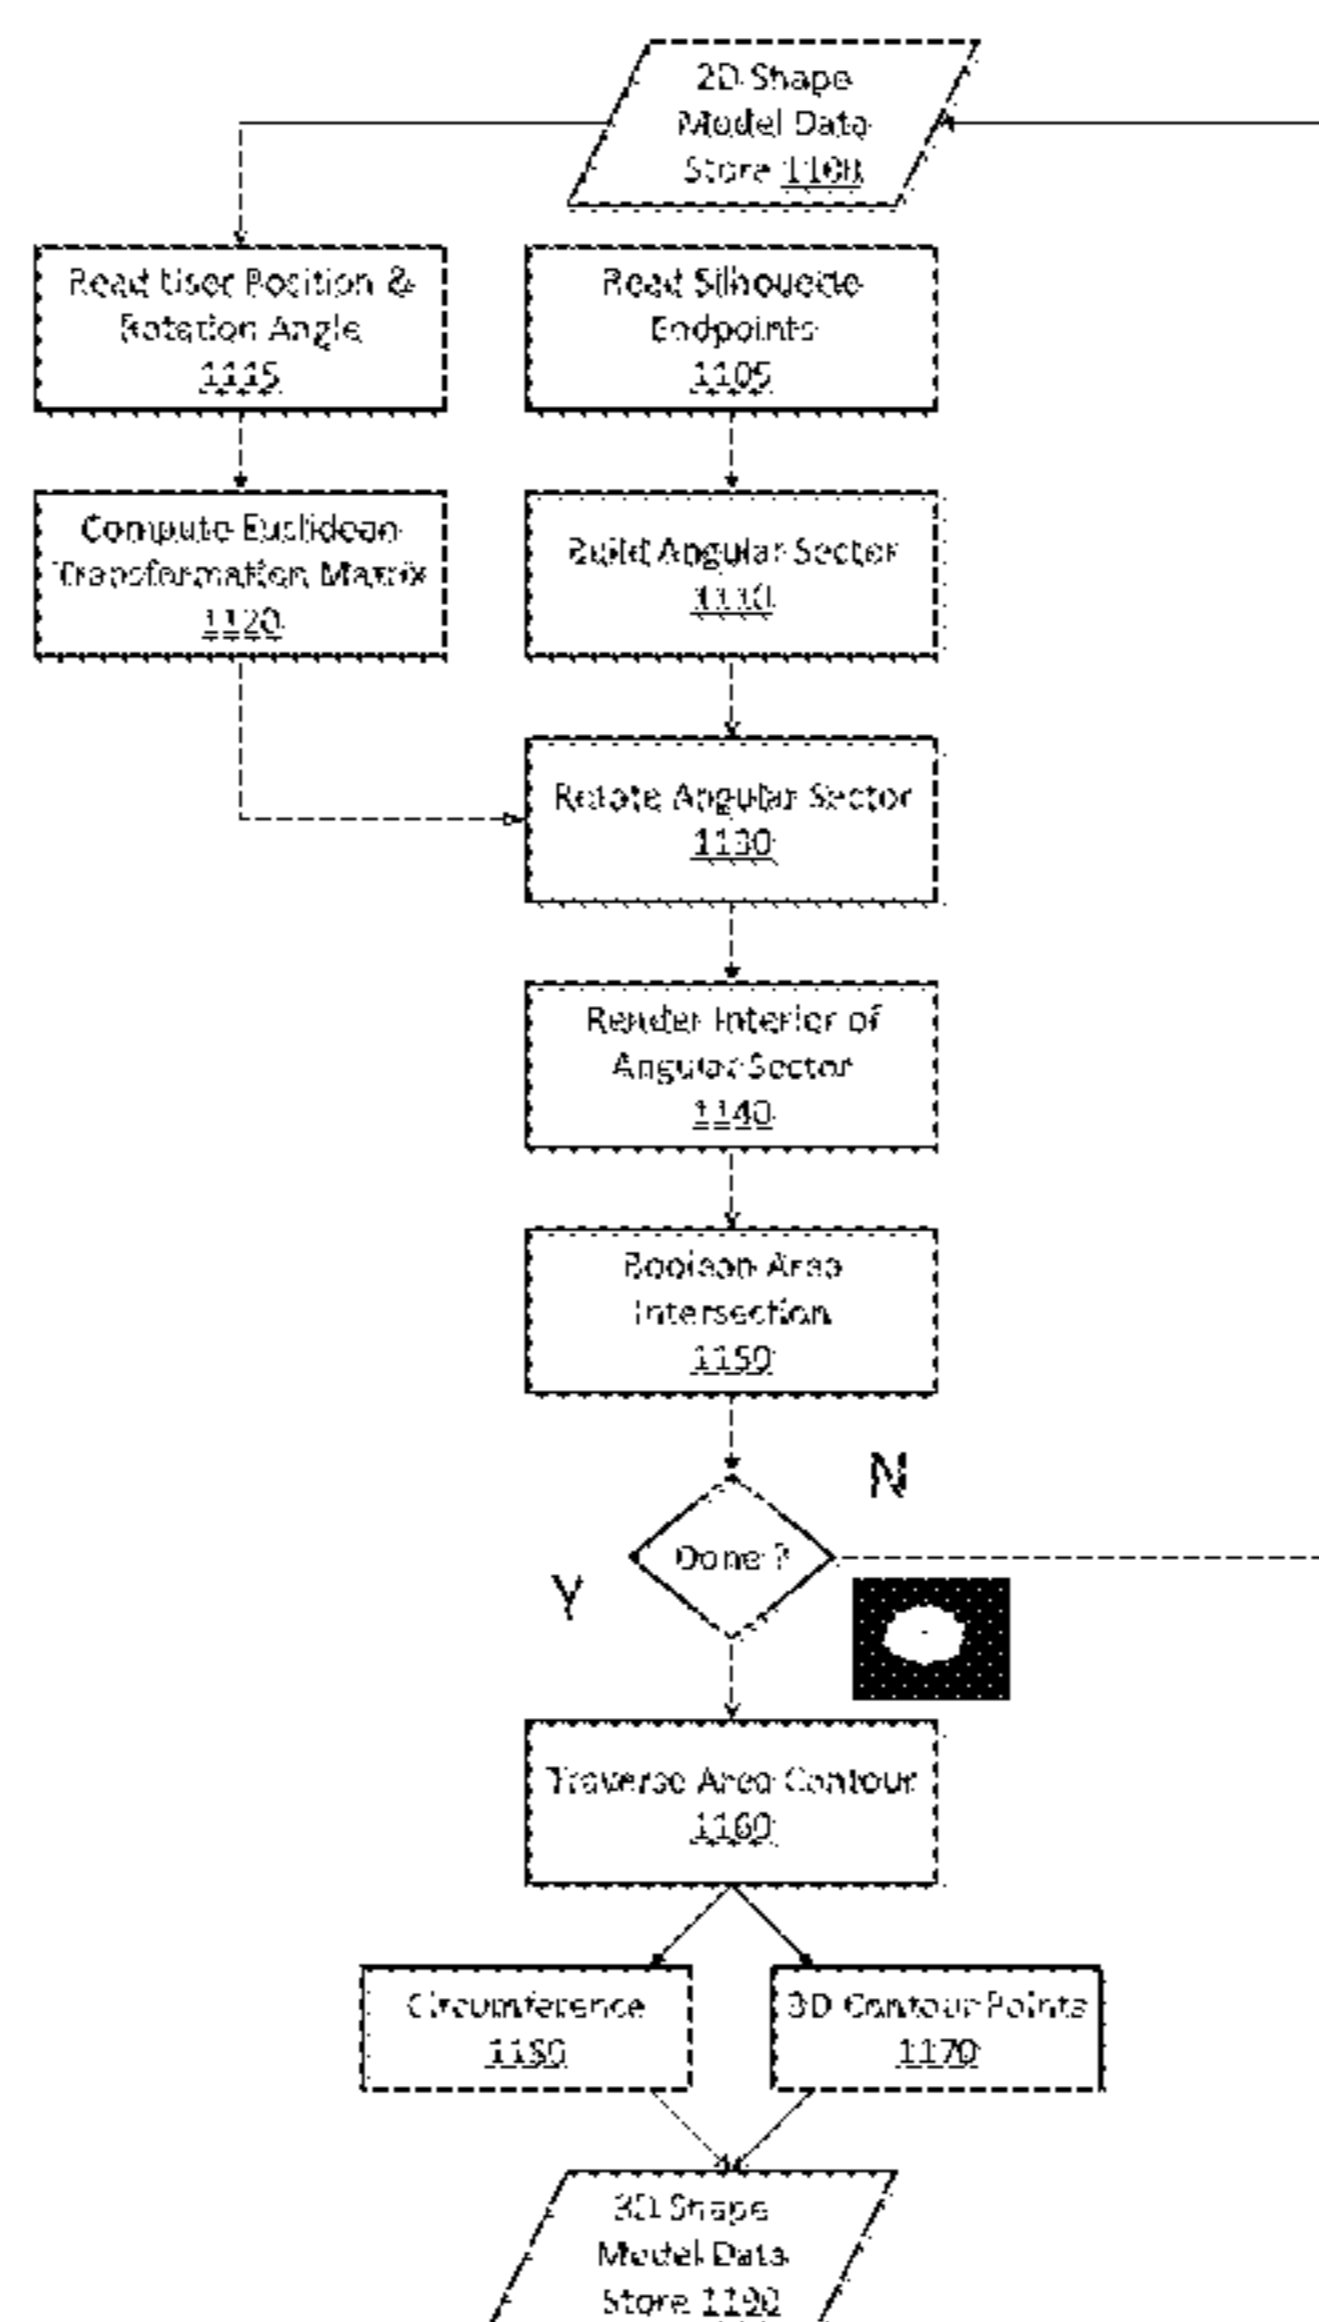 2D Shape
Model Data
Store 1100
Read User Position &
Rotation Angle
1115
Read Silhouette
Endpoints
1105
Compute Euclidean
Transformation Matrix
1120
Build Angular Sector
1110
Rotate Angular Sector
1130
Render Interior of
Angular Sector
1140
Boolean Area
Intersection
1150
N
Done ?
Y
Traverse Area Contour
1160
Circumference
1180
3D Contour Points
1170
3D Shape
Model Data
Store 1190